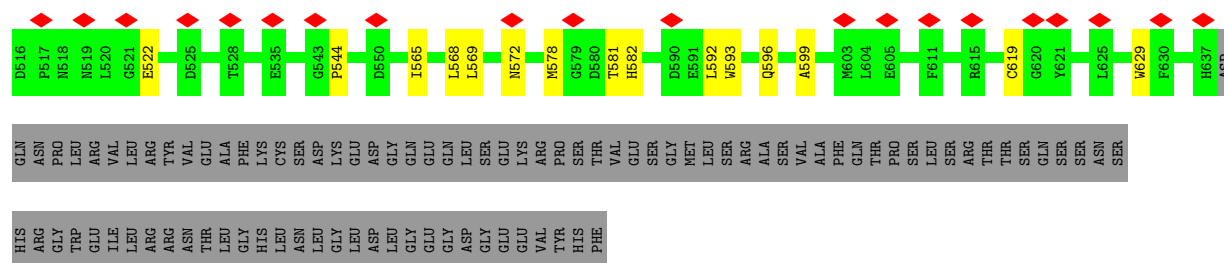 D516 P517 N518 N519 L520 G521 E522 D525 T528 E535 G543 P544 D550 I565 L568 L569 N572 M578 G579 D580 T581 H582 D590 E591 L592 W593 Q596 A599 M603 L604 E605 F611 R615 C619 G620 Y621 L625 W629 F630 H637 ASP
GLN ASN PRO LEU ARG VAL LEU ARG TYR VAL GLU ALA PHE LYS CYS SER ASP LYS GLU ASP GLY GLN GLU GLN LEU SER GLU LYS ARG PRO SER THR VAL GLU SER GLY MET LEU SER ARG ALA SER VAL ALA PHE GLN THR PRO SER LEU SER ARG THR THR SER GLN SER SER ASN SER
HIS ARG GLY TRP GLU ILE LEU ARG ARG ASN THR LEU GLY HIS LEU ASN LEU GLY LEU ASP LEU GLY GLU GLY ASP GLY GLU GLU VAL TYR HIS PHE